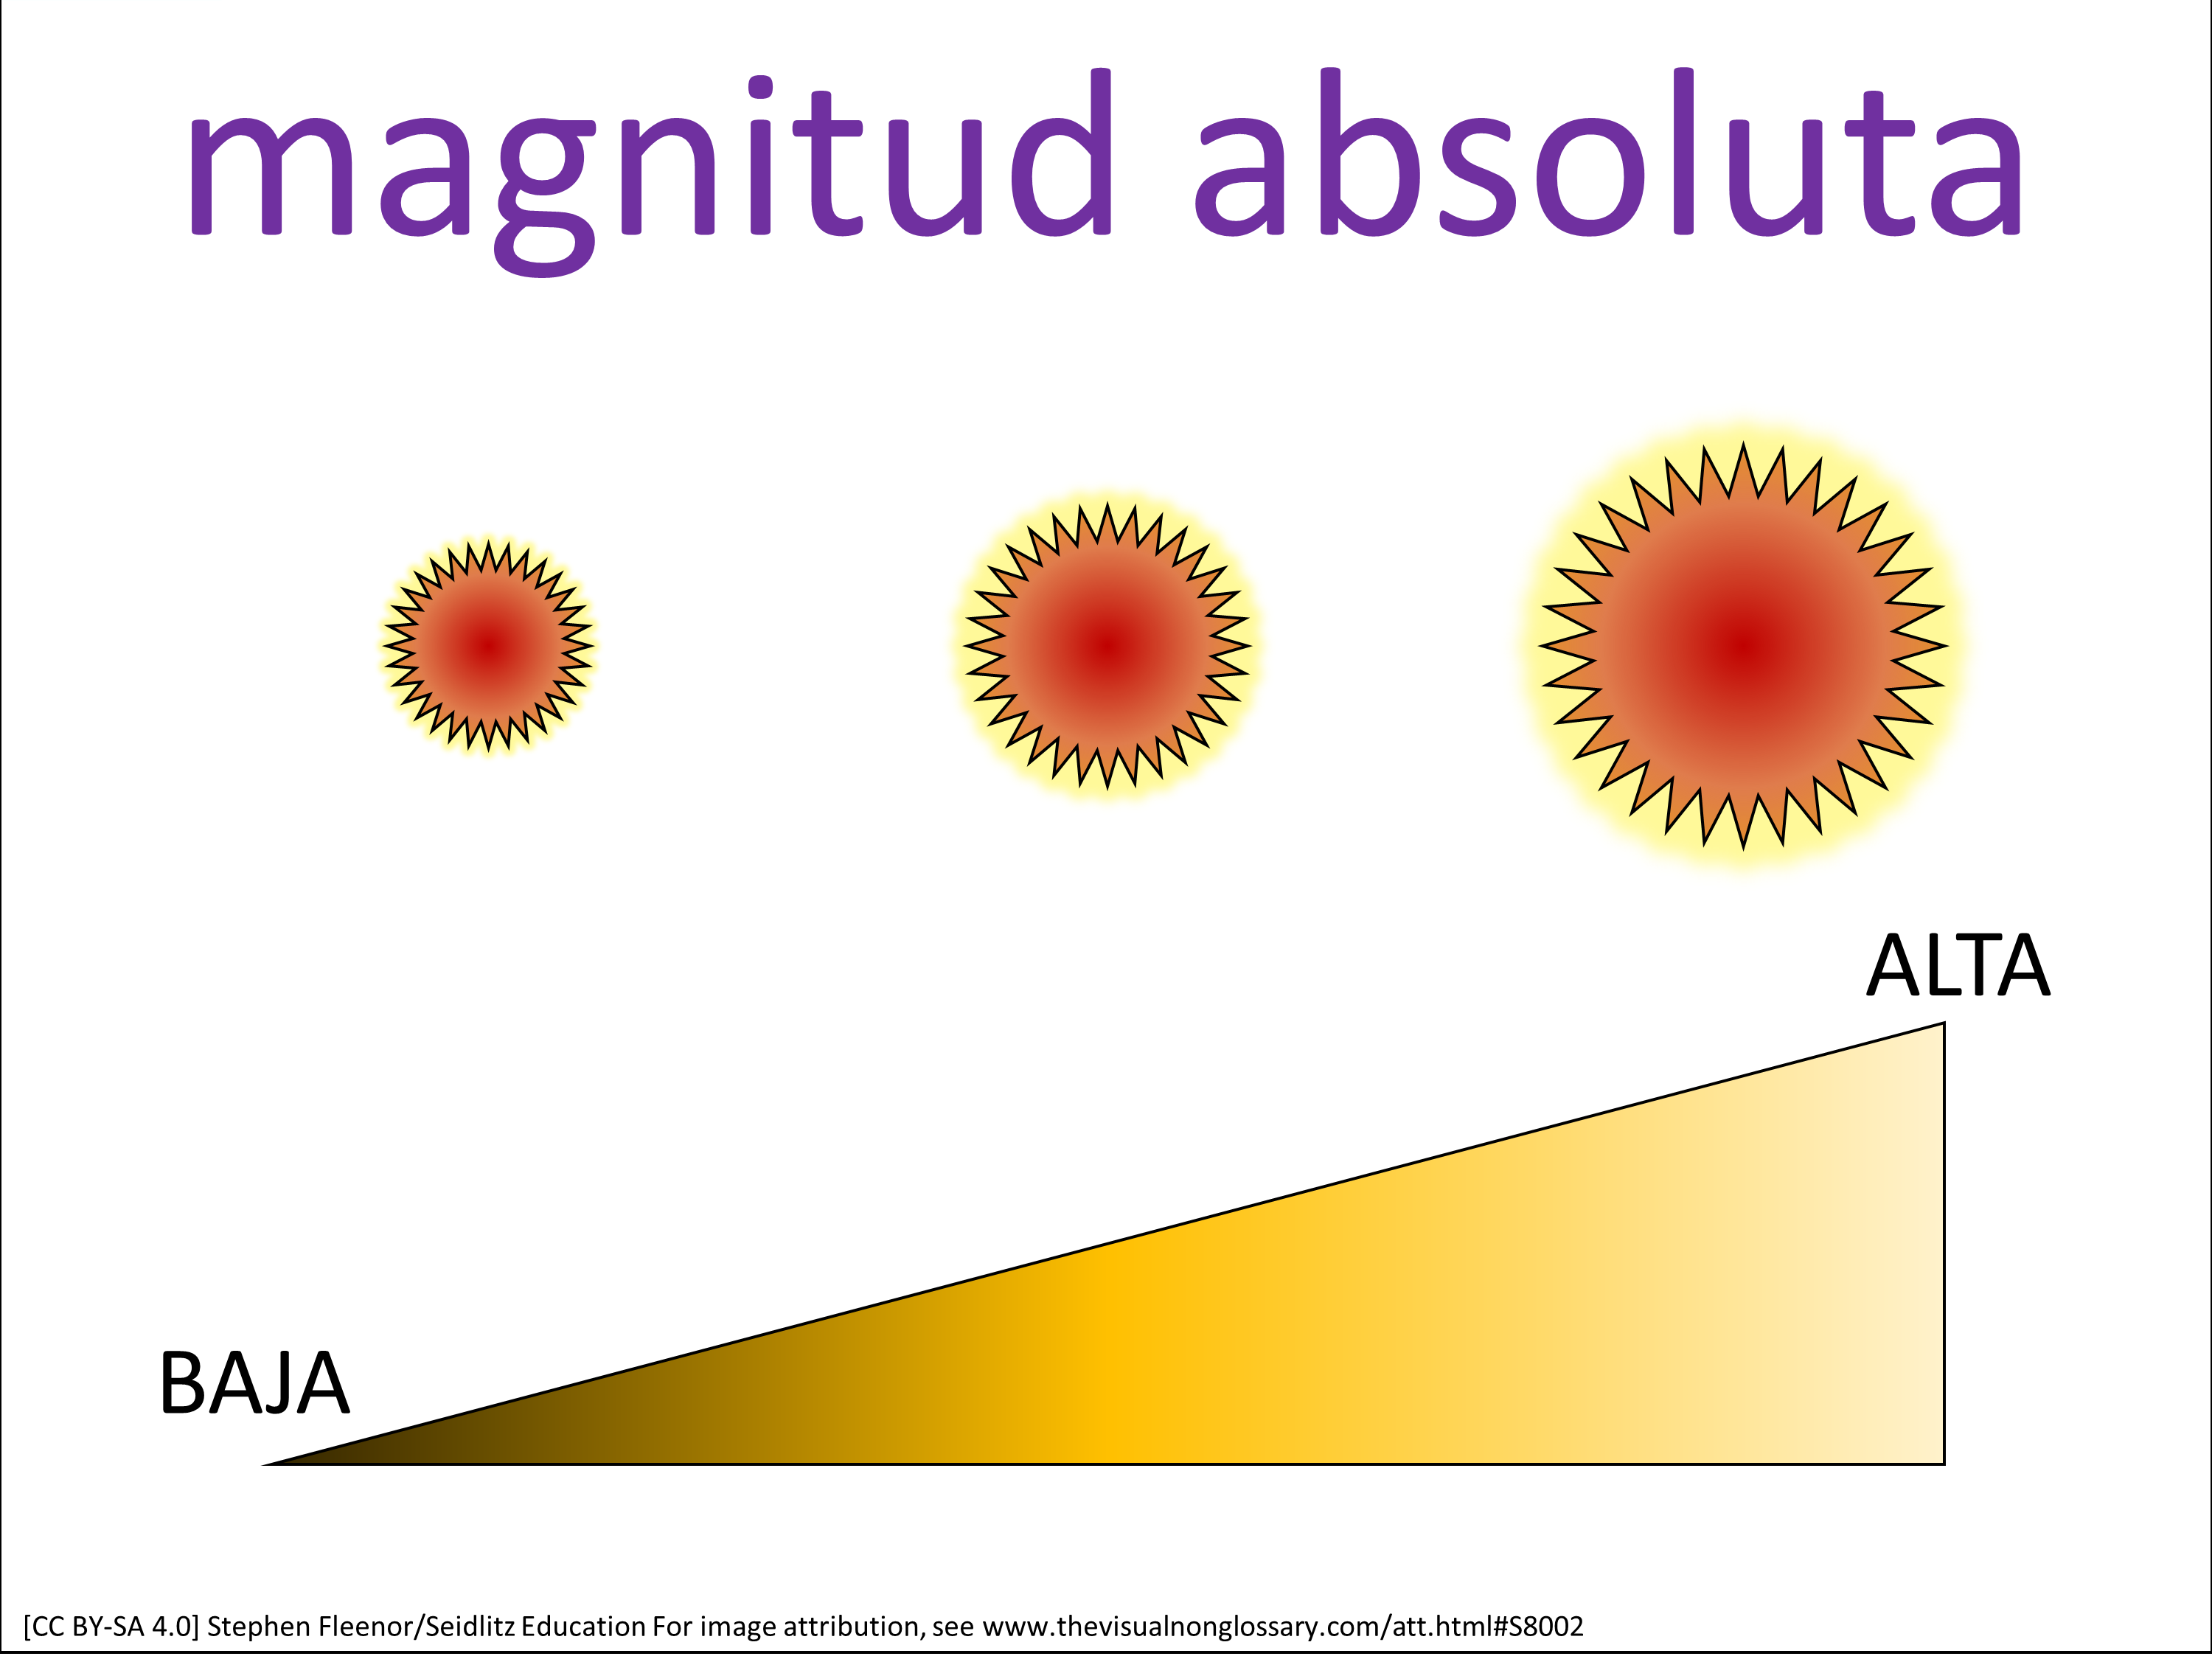 magnitud absoluta
ALTA
BAJA
[CC BY-SA 4.0] Stephen Fleenor/Seidlitz Education For image attribution, see www.thevisualnonglossary.com/att.html#S8002